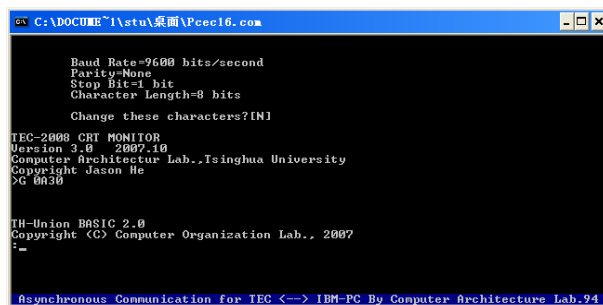 C:\DOCUME~1\stu\桌面\Pcec16.com
Baud Rate=9600 bits/second
Parity=None
Stop Bit=1 bit
Character Length=8 bits
Change these characters?[N]
TEC-2008 CRT MONITOR
Version 3.0 2007.10
Computer Architectur Lab.,Tsinghua University
Copyright Jason He
>G 0A30
TH-Union BASIC 2.0
Copyright (C) Computer Organization Lab., 2007
:_
Asynchronous Communication for TEC <--> IBM-PC By Computer Architecture Lab.94